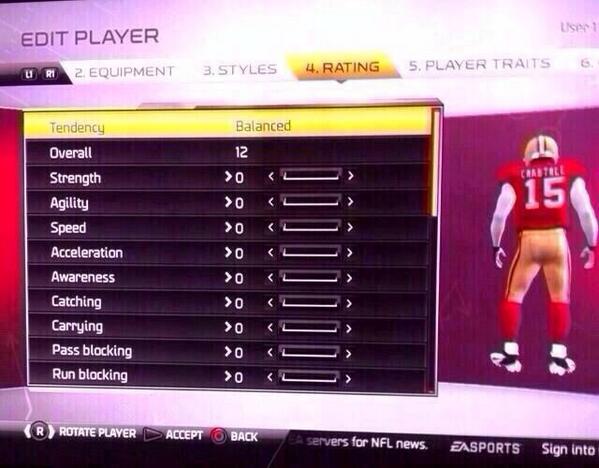 EDIT PLAYER
L1 R1 2. EQUIPMENT 3. STYLES 4. RATING 5. PLAYER TRAITS 6.
Tendency Balanced
Overall 12
Strength 0
Agility 0
Speed 0
Acceleration 0
Awareness 0
Catching 0
Carrying 0
Pass blocking 0
Run blocking 0
CRABTREE
15
R ROTATE PLAYER ACCEPT BACK
EA servers for NFL news. EA SPORTS Sign into